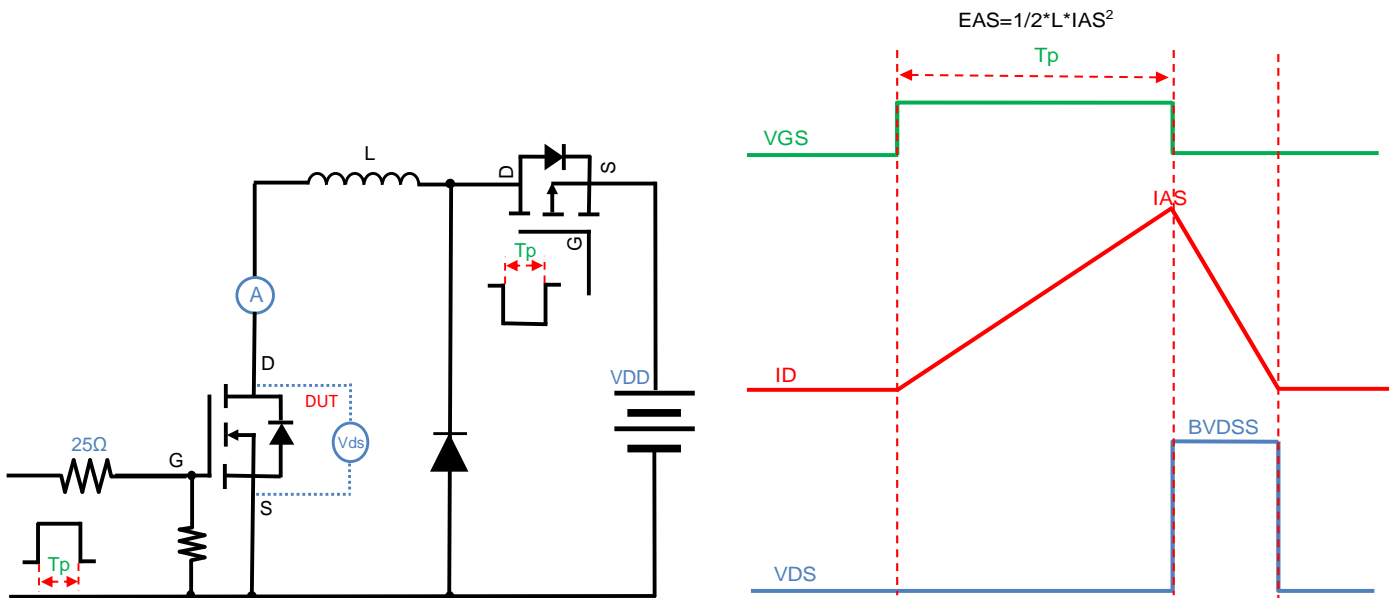 EAS=1/2*L*IAS²
Tp
VGS
L
D
S
G
Tp
IAS
A
D
DUT
VDD
ID
25Ω
G
Vds
BVDSS
S
Tp
VDS